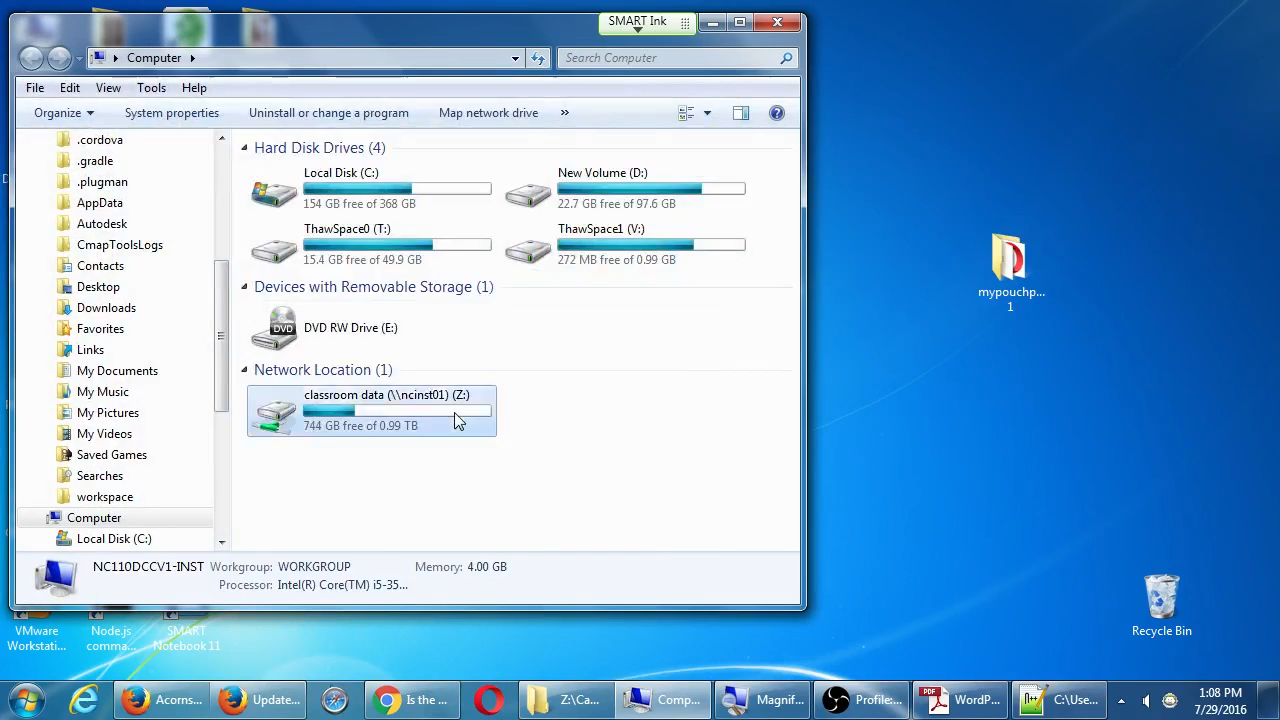 SMART Ink
Computer
Search Computer
File Edit View Tools Help
Organize System properties Uninstall or change a program Map network drive »
.cordova
.gradle
.plugman
AppData
Autodesk
CmapToolsLogs
Contacts
Desktop
Downloads
Favorites
Links
My Documents
My Music
My Pictures
My Videos
Saved Games
Searches
workspace
Computer
Local Disk (C:)
Hard Disk Drives (4)
Local Disk (C:)
154 GB free of 368 GB
New Volume (D:)
22.7 GB free of 97.6 GB
ThawSpace0 (T:)
15.4 GB free of 49.9 GB
ThawSpace1 (V:)
272 MB free of 0.99 GB
Devices with Removable Storage (1)
DVD
DVD RW Drive (E:)
Network Location (1)
classroom data (\\ncinst01) (Z:)
744 GB free of 0.99 TB
NC110DCCV1-INST Workgroup: WORKGROUP Memory: 4.00 GB
Processor: Intel(R) Core(TM) i5-35...
mypouchp...
1
Recycle Bin
VMware
Workstati...
Node.js
comma...
SMART
Notebook 11
Acorns...
Update...
Is the ...
Z:\Ca...
Comp...
Magnif...
Profile:...
PDF
WordP...
C:\Use...
1:08 PM
7/29/2016